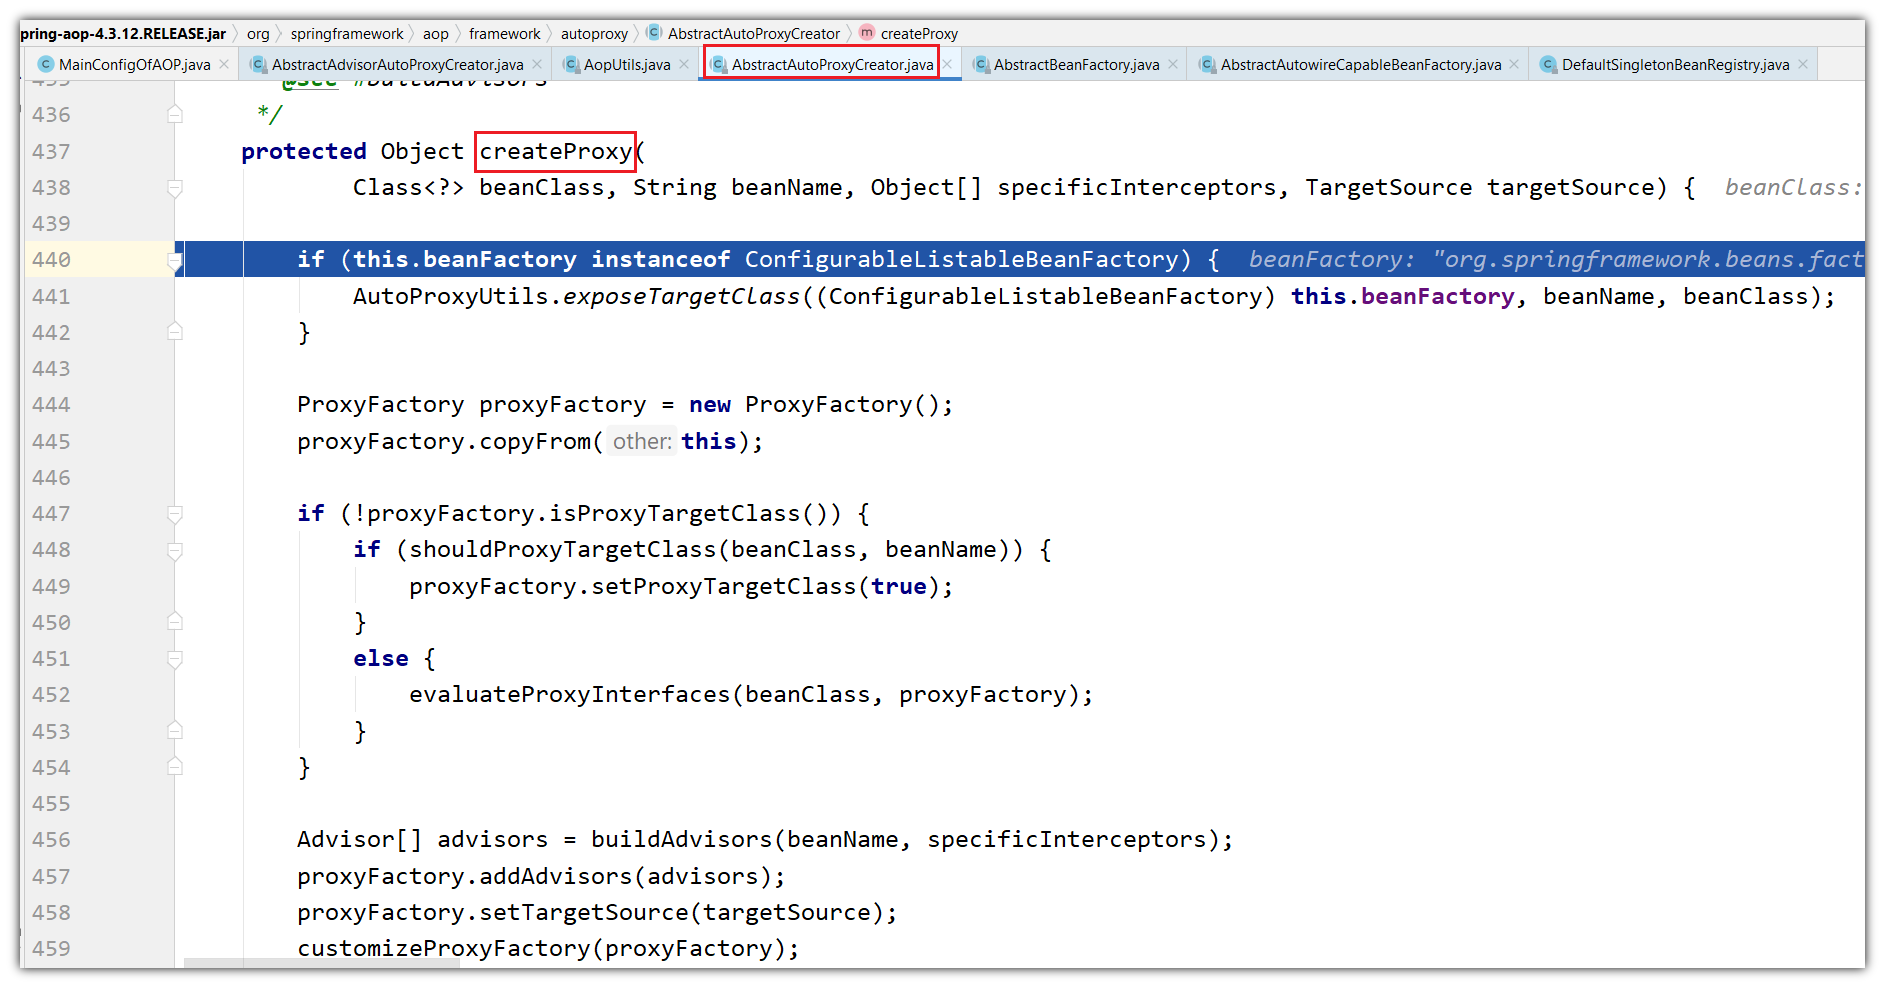 pring-aop-4.3.12.RELEASE.jar org springframework aop framework autoproxy AbstractAutoProxyCreator createProxy
MainConfigOfAOP.java AbstractAdvisorAutoProxyCreator.java AopUtils.java AbstractAutoProxyCreator.java AbstractBeanFactory.java AbstractAutowireCapableBeanFactory.java DefaultSingletonBeanRegistry.java
435 @see #buildAdvisors
436 */
437 protected Object createProxy(
438 Class<?> beanClass, String beanName, Object[] specificInterceptors, TargetSource targetSource) { beanClass:
439
440 if (this.beanFactory instanceof ConfigurableListableBeanFactory) { beanFactory: "org.springframework.beans.fact
441 AutoProxyUtils.exposeTargetClass((ConfigurableListableBeanFactory) this.beanFactory, beanName, beanClass);
442 }
443
444 ProxyFactory proxyFactory = new ProxyFactory();
445 proxyFactory.copyFrom( other: this);
446
447 if (!proxyFactory.isProxyTargetClass()) {
448 if (shouldProxyTargetClass(beanClass, beanName)) {
449 proxyFactory.setProxyTargetClass(true);
450 }
451 else {
452 evaluateProxyInterfaces(beanClass, proxyFactory);
453 }
454 }
455
456 Advisor[] advisors = buildAdvisors(beanName, specificInterceptors);
457 proxyFactory.addAdvisors(advisors);
458 proxyFactory.setTargetSource(targetSource);
459 customizeProxyFactory(proxyFactory);